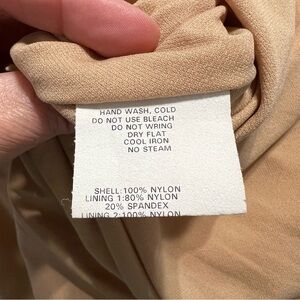 HAND WASH, COLD
DO NOT USE BLEACH
DO NOT WRING
DRY FLAT
COOL IRON
NO STEAM
SHELL:100% NYLON
LINING 1:80% NYLON
20% SPANDEX
LINING 2:100% NYLON